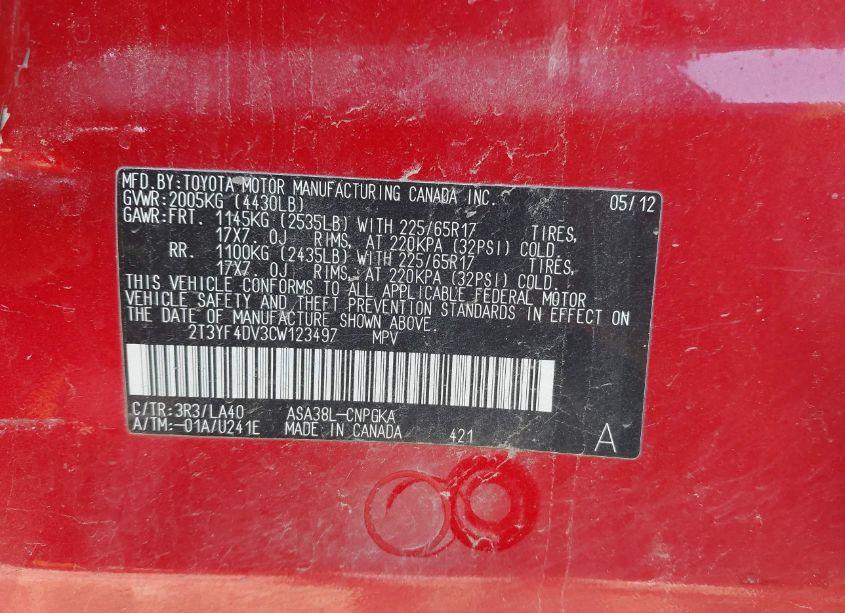 MFD.BY:TOYOTA MOTOR MANUFACTURING CANADA INC. 05/12
GVWR:2005KG (4430LB)
GAWR:FRT. 1145KG (2535LB) WITH 225/65R17 TIRES,
17X7. 0J RIMS, AT 220KPA (32PSI) COLD.
RR. 1100KG (2435LB) WITH 225/65R17 TIRES,
17X7. 0J RIMS, AT 220KPA (32PSI) COLD.
THIS VEHICLE CONFORMS TO ALL APPLICABLE FEDERAL MOTOR
VEHICLE SAFETY AND THEFT PREVENTION STANDARDS IN EFFECT ON
THE DATE OF MANUFACTURE SHOWN ABOVE.
2T3YF4DV3CW123497 MPV
C/TR:3R3/LA40 ASA38L-CNPGKA
A/TM:-01A/U241E MADE IN CANADA 421 A